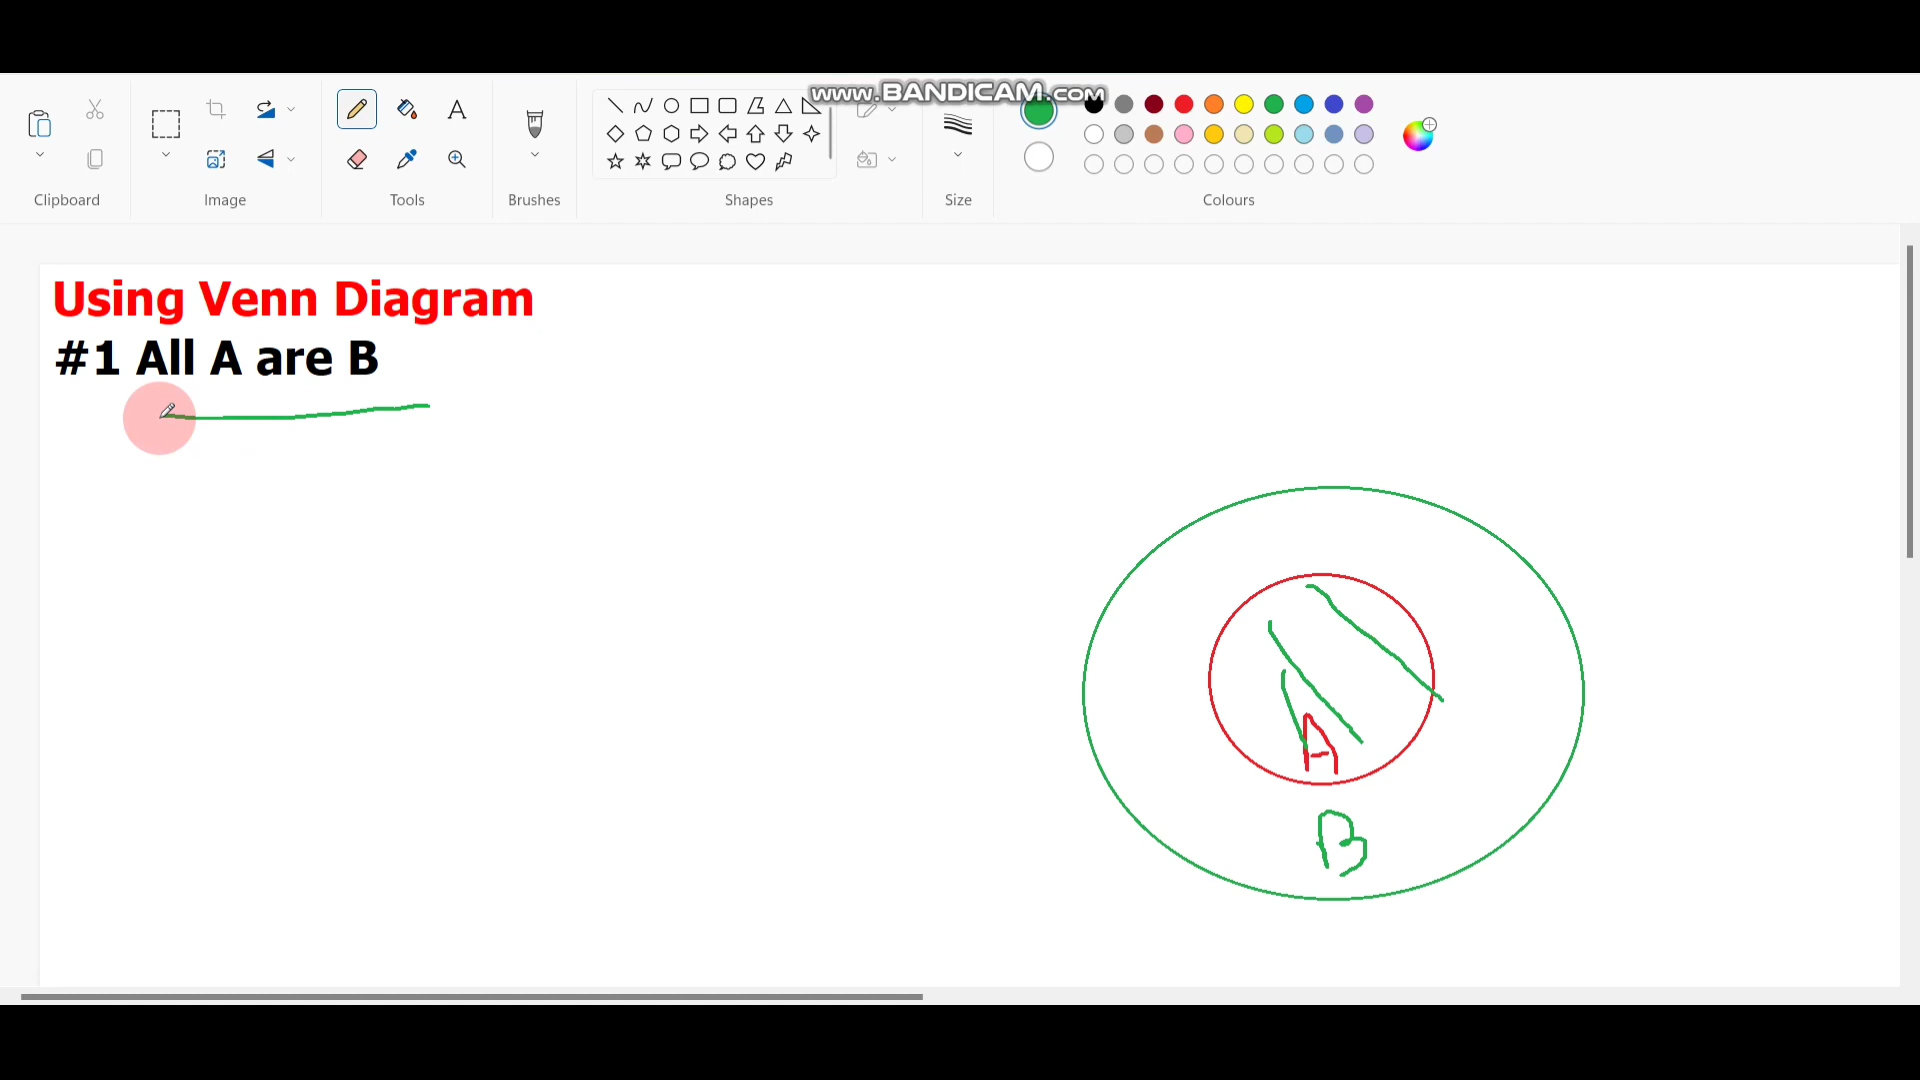 www.BANDICAM.com
Clipboard
Image
Tools
Brushes
Shapes
Size
Colours
Using Venn Diagram
#1 All A are B
A
B